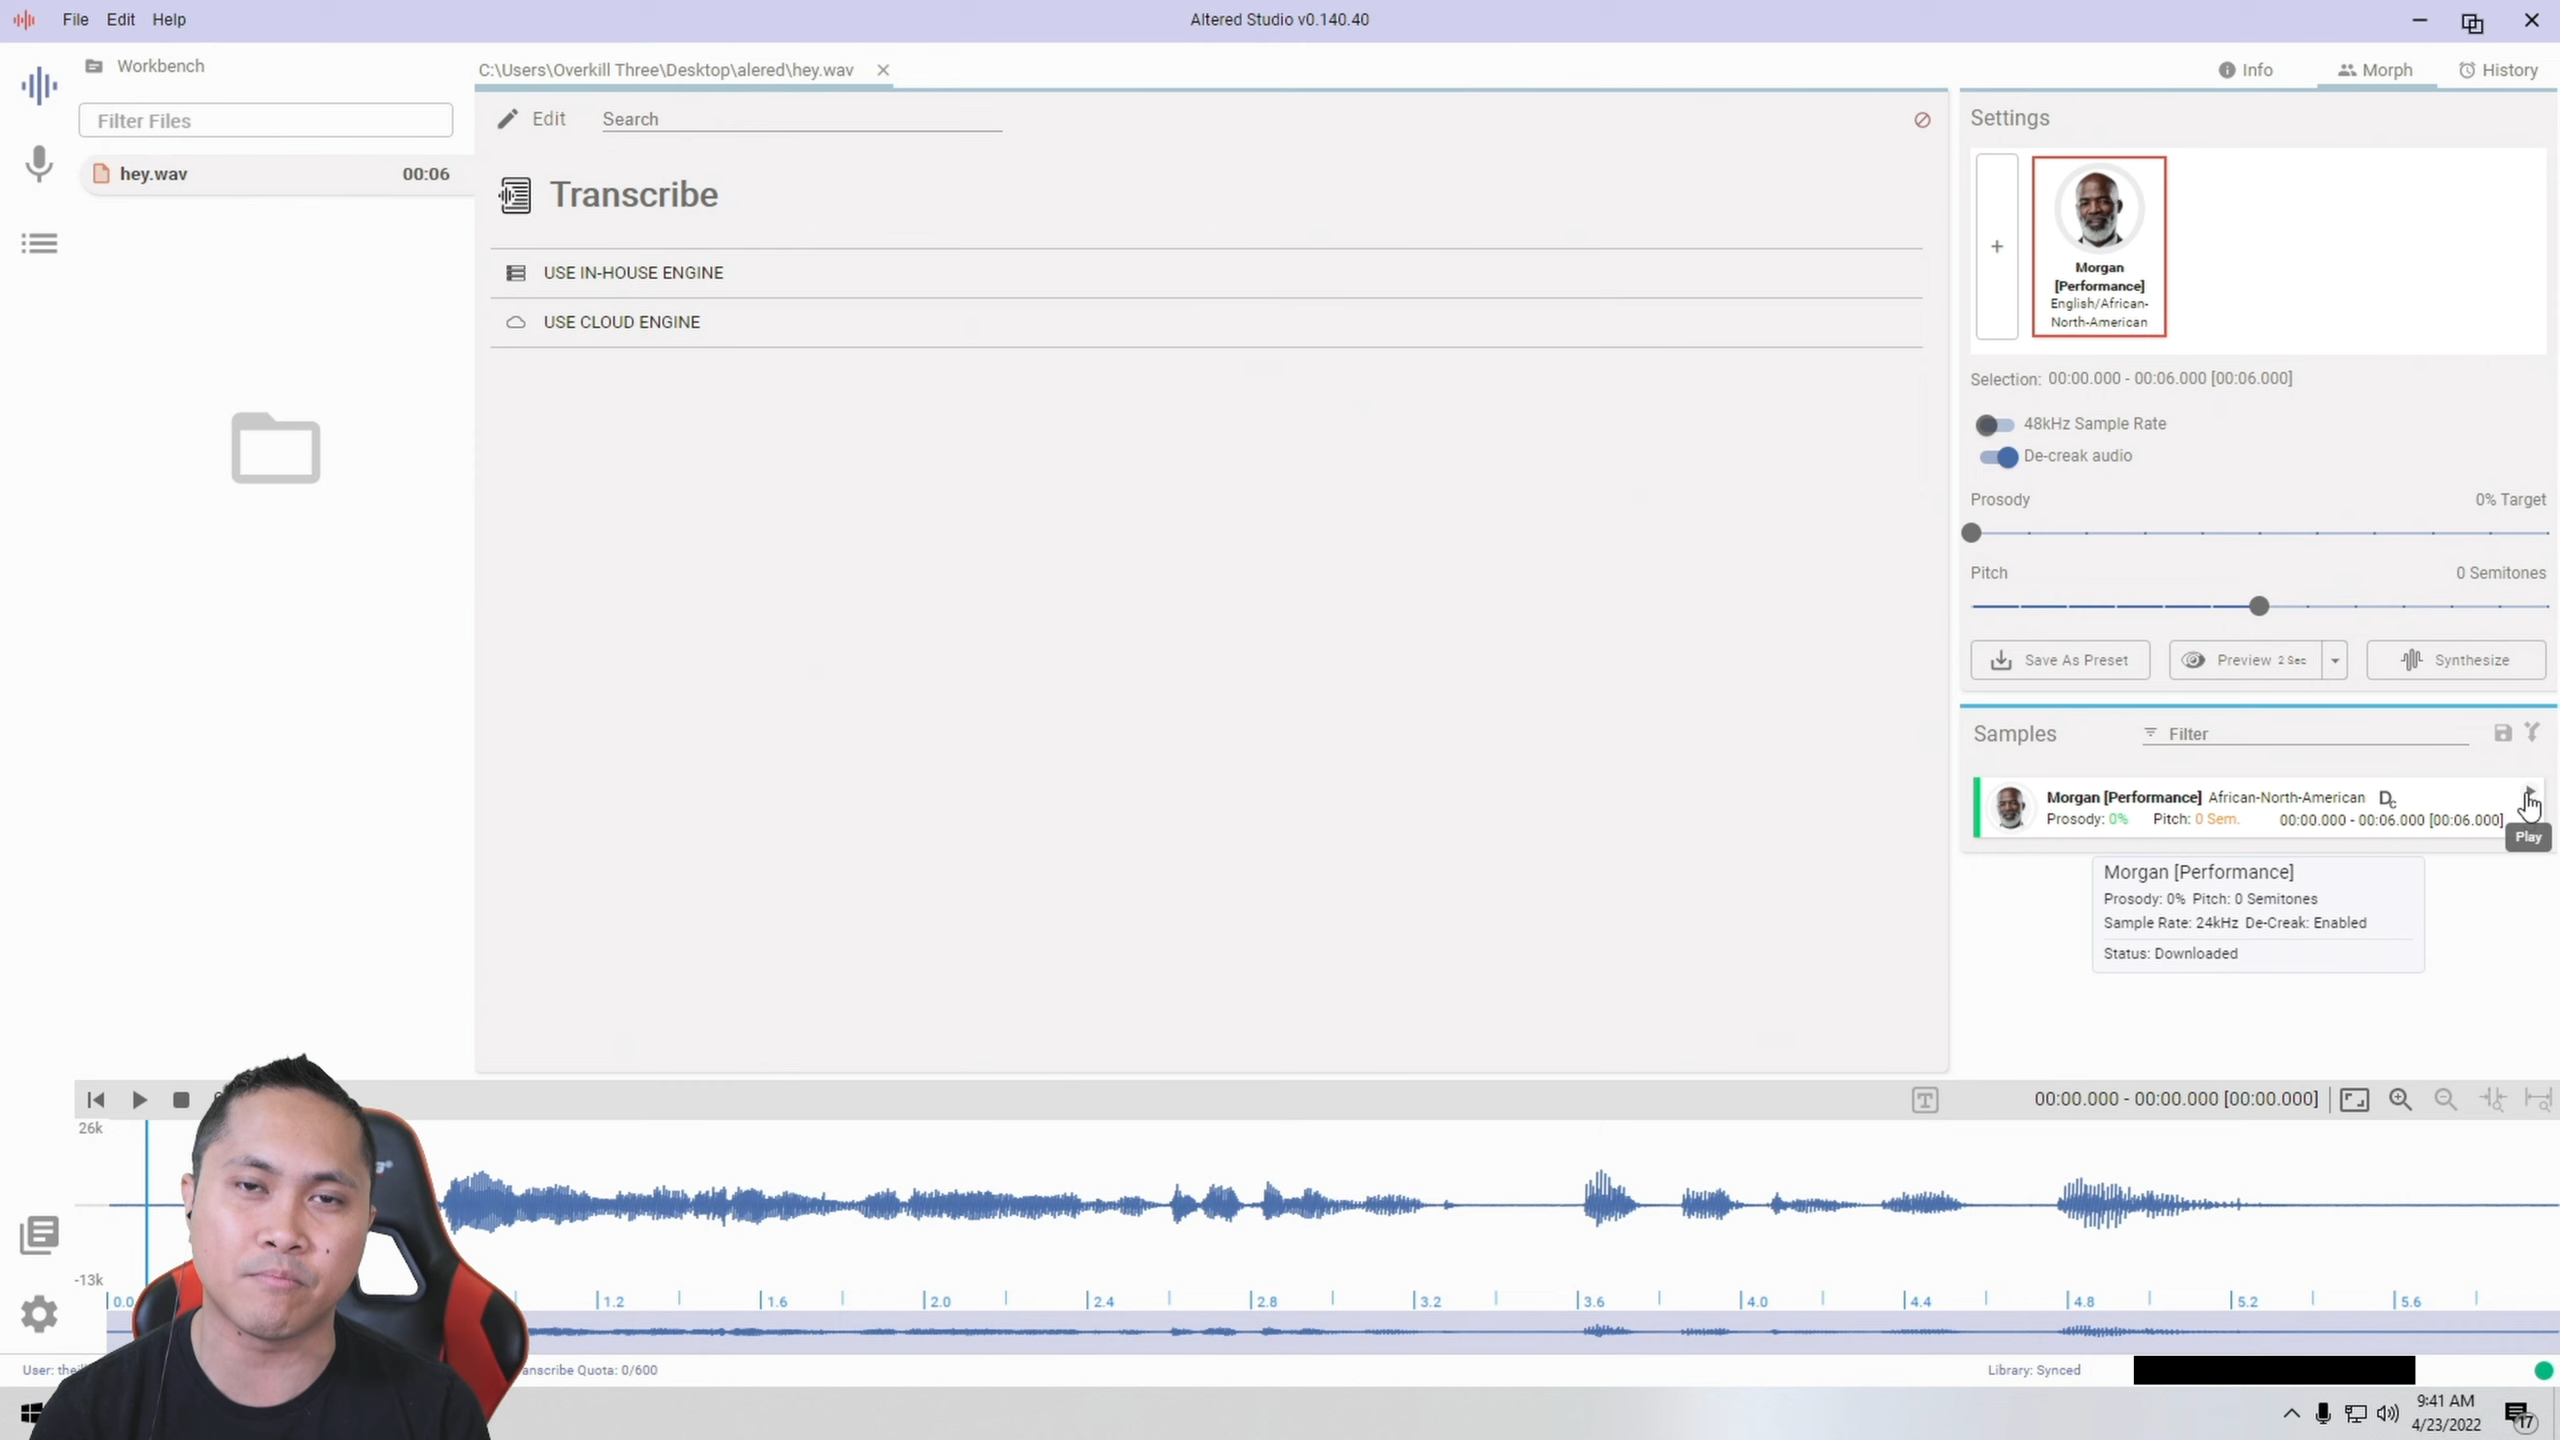 File Edit Help
Altered Studio v0.140.40
Workbench
C:\Users\Overkill Three\Desktop\alered\hey.wav
Info
Morph
History
Filter Files
Edit
Search
Settings
hey.wav 00:06
Transcribe
USE IN-HOUSE ENGINE
USE CLOUD ENGINE
Morgan
[Performance]
English/African-
North-American
Selection: 00:00.000 - 00:06.000 [00:06.000]
48kHz Sample Rate
De-creak audio
Prosody 0% Target
Pitch 0 Semitones
Save As Preset
Preview 2 Sec
Synthesize
Samples
Filter
Morgan [Performance] African-North-American Dc
Prosody: 0% Pitch: 0 Sem. 00:00.000 - 00:06.000 [00:06.000]
Play
Morgan [Performance]
Prosody: 0% Pitch: 0 Semitones
Sample Rate: 24kHz De-Creak: Enabled
Status: Downloaded
T
00:00.000 - 00:00.000 [00:00.000]
26k
-13k
0.0 1.2 1.6 2.0 2.4 2.8 3.2 3.6 4.0 4.4 4.8 5.2 5.6
User:
Quota: 0/600
Library: Synced
9:41 AM
4/23/2022
17